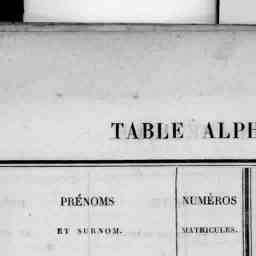 TABLE ALPH
PRÉNOMS
ET SURNOM.
NUMÉROS
MATRICULES.